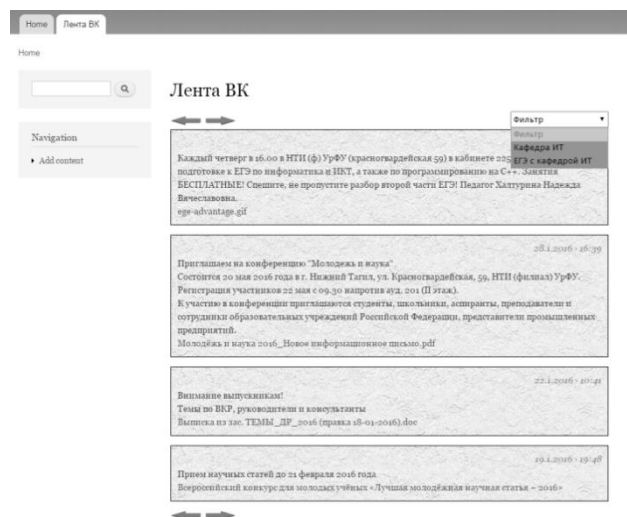 Home Лента ВК
Home
Лента ВК
Фильтр
Фильтр
Кафедра ИТ
ЕГЭ с кафедрой ИТ
Navigation
Add content
Каждый четверг в 16.00 в НТИ (ф) УрФУ (красногвардейская 59) в кабинете 225
подготовке к ЕГЭ по информатика и ИКТ, а также по программированию на C++. Занятия
БЕСПЛАТНЫЕ! Спешите, не пропустите разбор второй части ЕГЭ! Педагог Халтурина Надежда
Вячеславовна.
ege-advantage.gif
28.1.2016 - 16:39
Приглашаем на конференцию "Молодежь и наука"
Состоится 20 мая 2016 года в г. Нижний Тагил, ул. Красногвардейская, 59, НТИ (филиал) УрФУ.
Регистрация участников 22 мая с 09.30 напротив ауд. 201 (II этаж).
К участию в конференции приглашаются студенты, школьники, аспиранты, преподаватели и
сотрудники образовательных учреждений Российской Федерации, представители промышленных
предприятий.
Молодёжь и наука 2016_Новое информационное письмо.pdf
22.1.2016 - 10:41
Внимание выпускникам!
Темы по ВКР, руководители и консультанты
Выписка из зас. ТЕМЫ_ДР_2016 (правка 18-01-2016).doc
19.1.2016 - 19:48
Прием научных статей до 21 февраля 2016 года
Всероссийский конкурс для молодых учёных «Лучшая молодёжная научная статья – 2016»